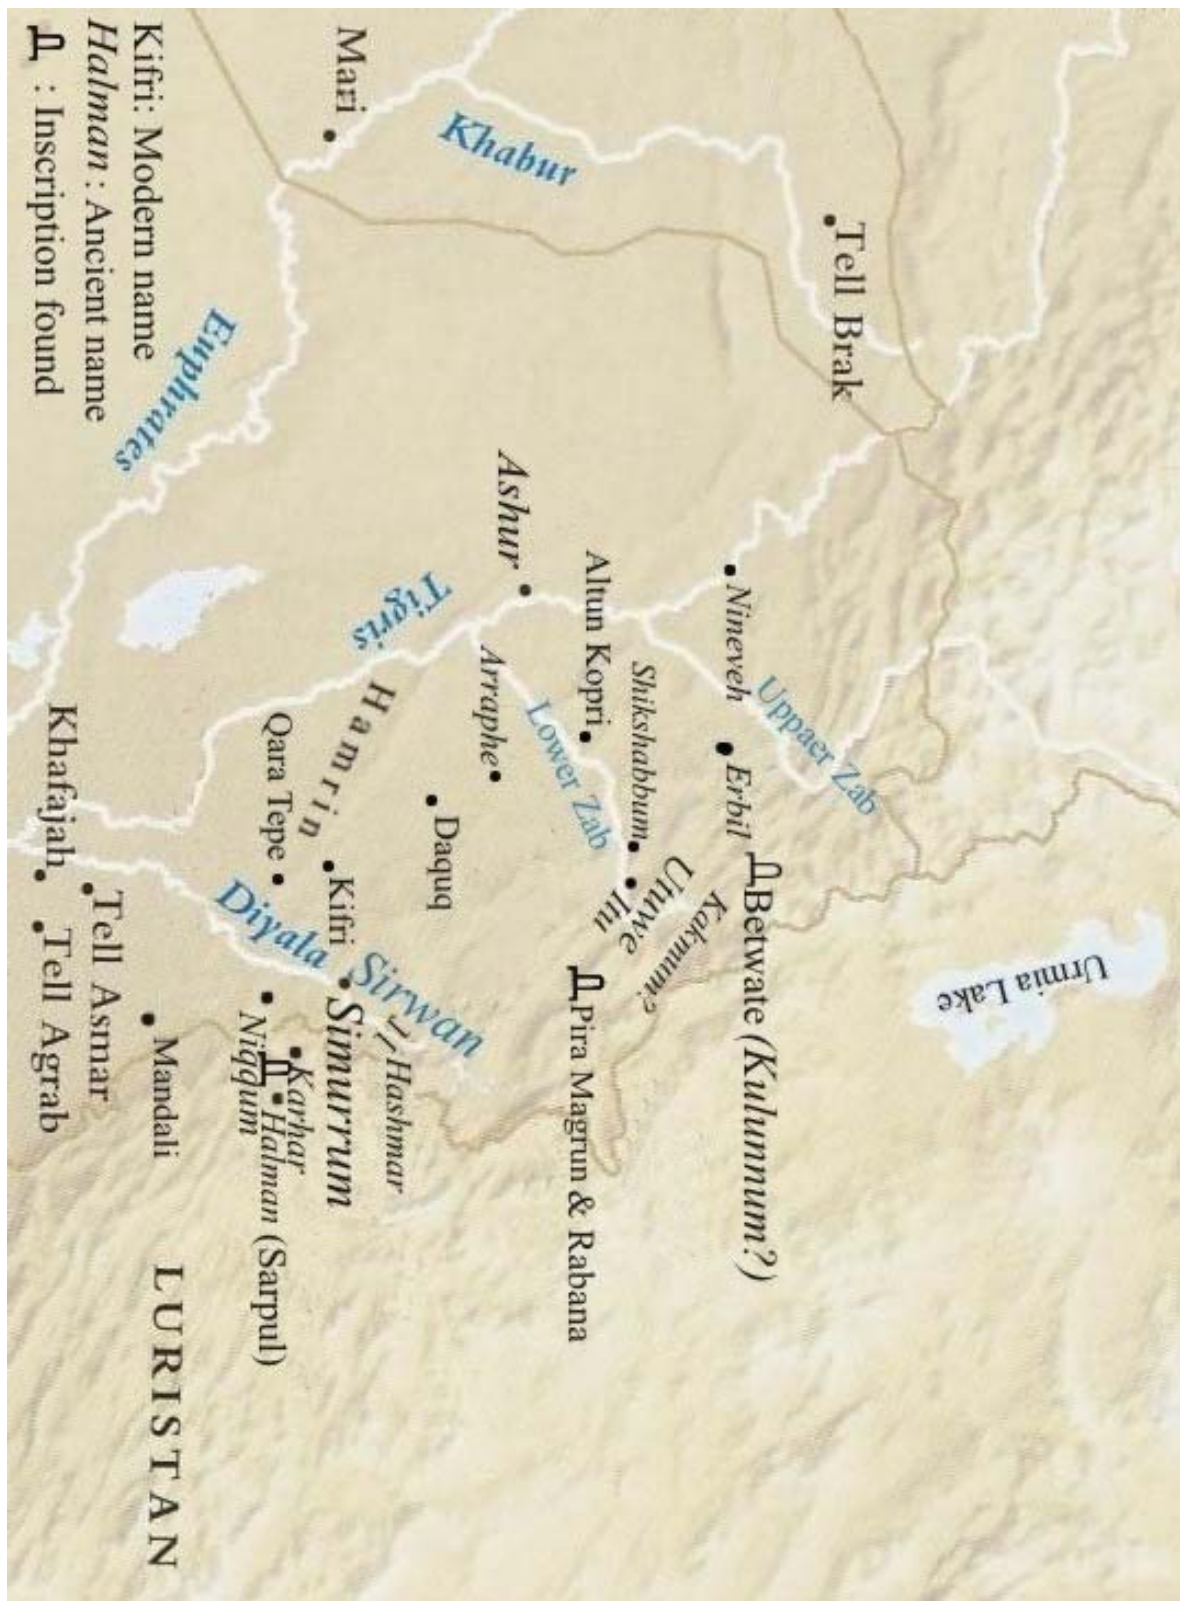 Urmia Lake
Tell Brak
Uppaer Zab
Betwate (Kulunnum?)
Nineveh
Erbil
Kakmum?
Shikshabbum
Unuwe
Itu
Altun Kopri
Lower Zab
Pira Magrun & Rabana
Khabur
Ashur
Arraphe
Daquq
Tigris
Hamrin
Sirwan
Hashmar
Mari
Kifri
Simurrum
Qara Tepe
Diyala
Karhar
Niqqum
Halman (Sarpul)
Euphrates
Kifri: Modern name
Halman : Ancient name
: Inscription found
Mandali
LURISTAN
Tell Asmar
Khafajah
Tell Agrab